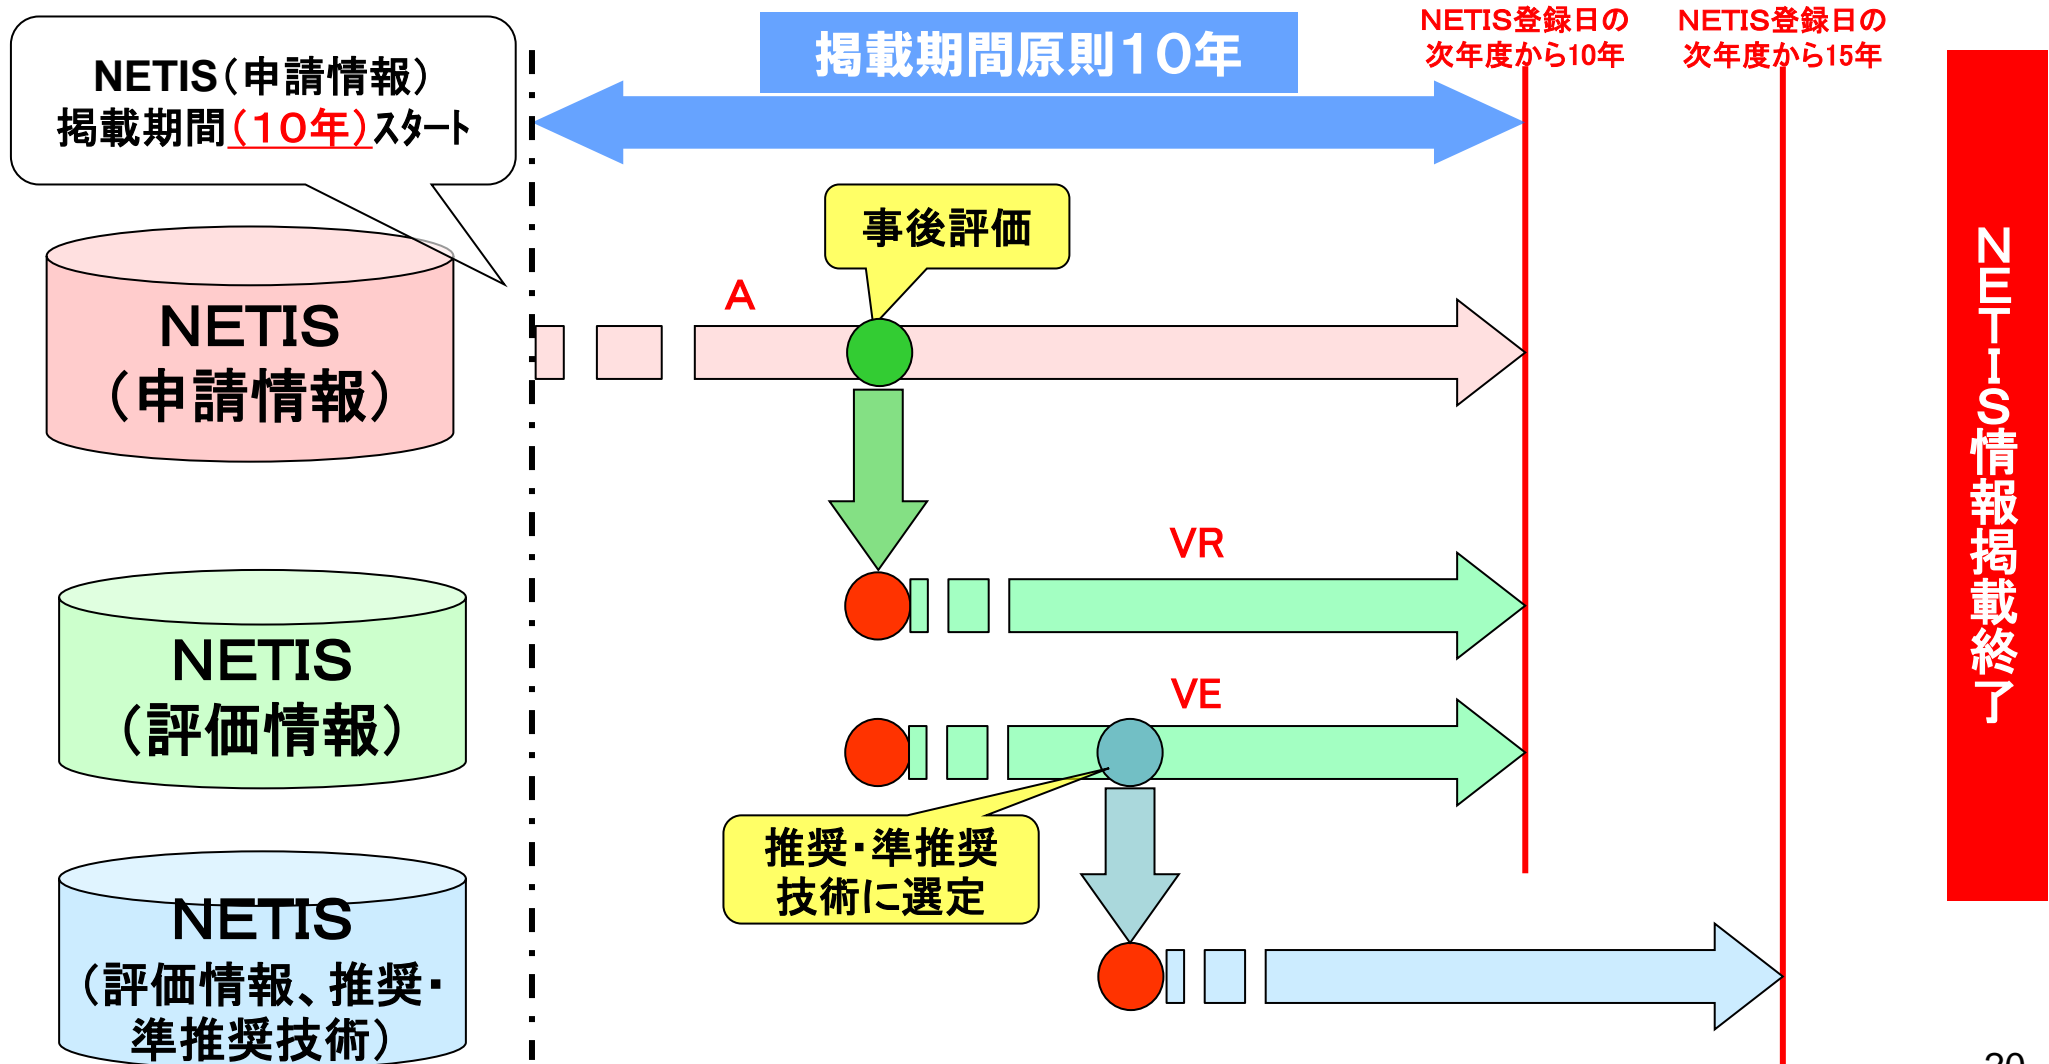 NETIS（申請情報）
掲載期間（１０年）スタート
掲載期間原則１０年
NETIS登録日の
次年度から10年
NETIS登録日の
次年度から15年
事後評価
A
NETIS
（申請情報）
VR
NETIS
（評価情報）
VE
推奨・準推奨
技術に選定
NETIS
（評価情報、推奨・
準推奨技術）
ＮＥＴＩＳ情報掲載終了
20